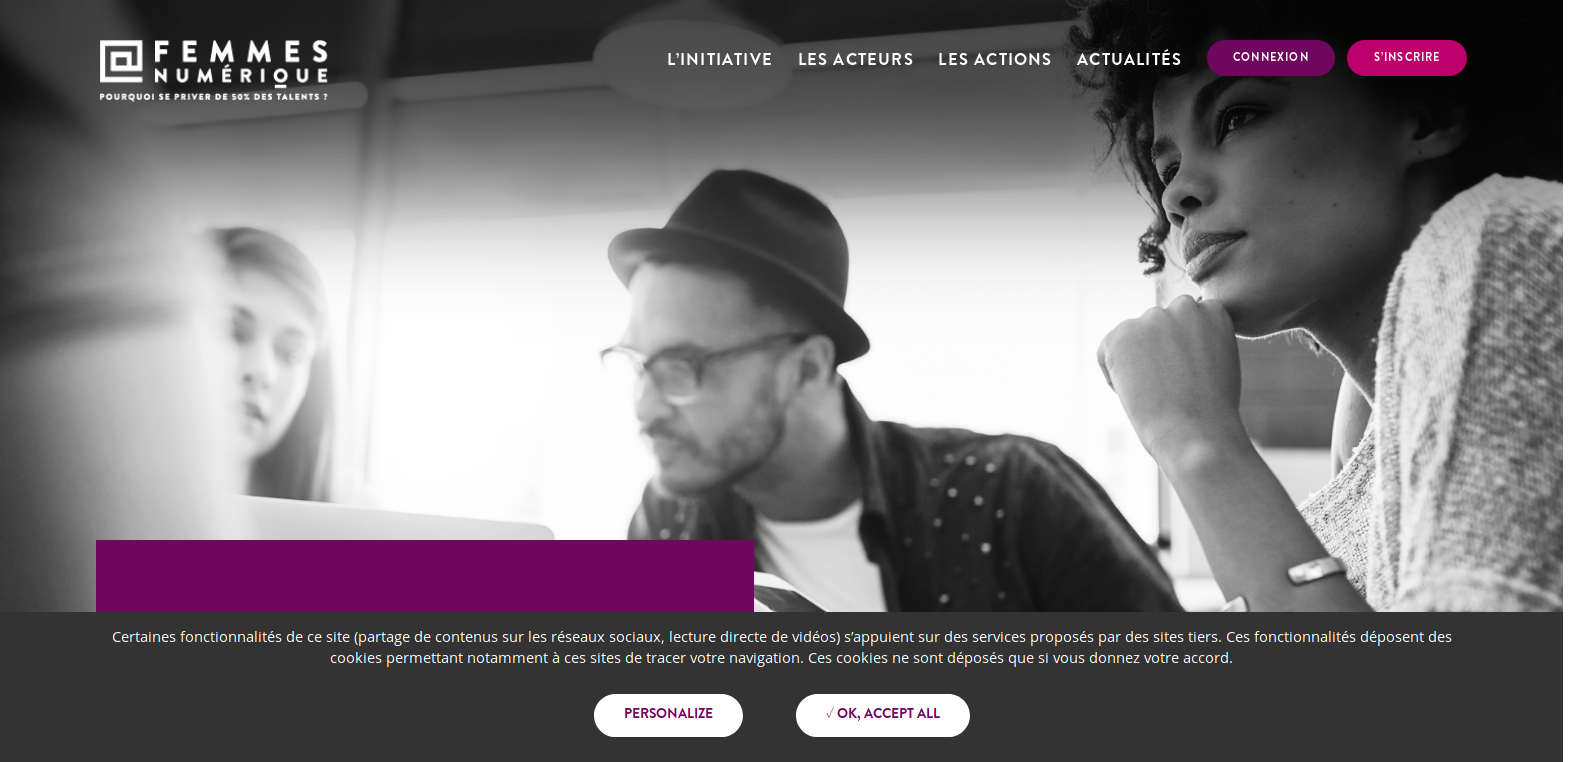 FEMMES
NUMÉRIQUE
POURQUOI SE PRIVER DE 50% DES TALENTS ?
L'INITIATIVE LES ACTEURS LES ACTIONS ACTUALITÉS CONNEXION S'INSCRIRE
Certaines fonctionnalités de ce site (partage de contenus sur les réseaux sociaux, lecture directe de vidéos) s’appuient sur des services proposés par des sites tiers. Ces fonctionnalités déposent des
cookies permettant notamment à ces sites de tracer votre navigation. Ces cookies ne sont déposés que si vous donnez votre accord.
PERSONALIZE ✓ OK, ACCEPT ALL